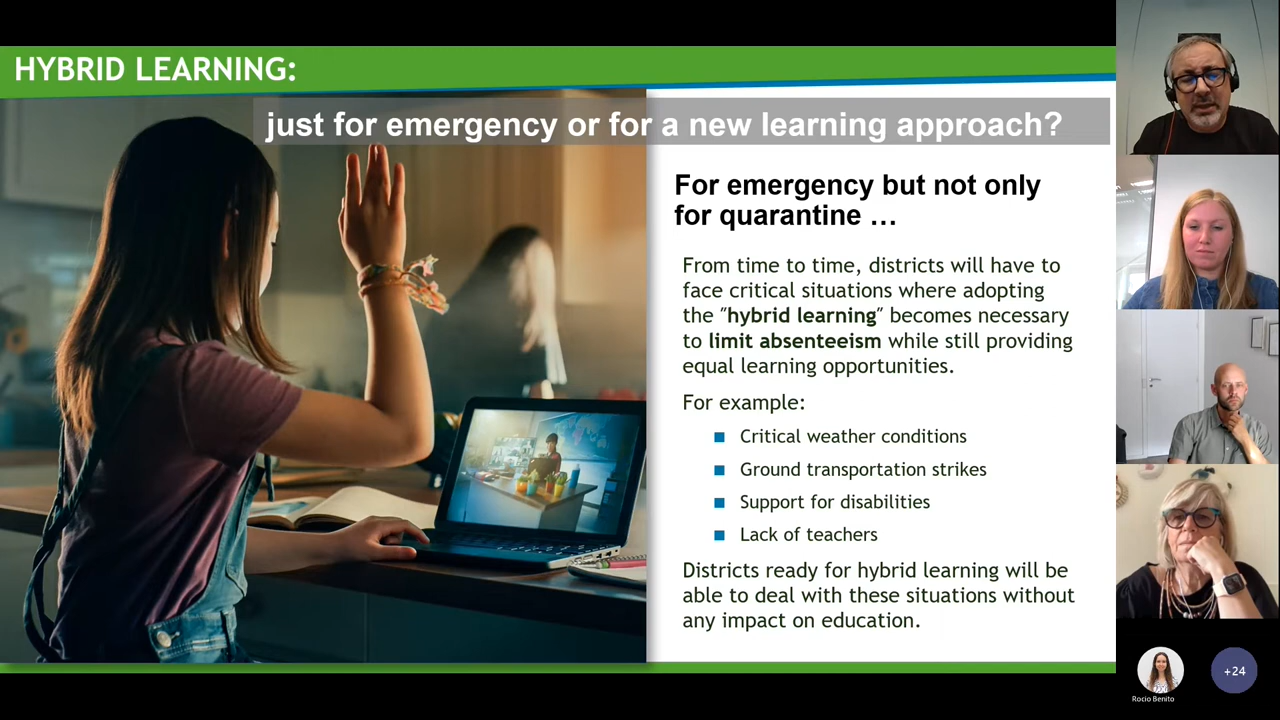 HYBRID LEARNING:
just for emergency or for a new learning approach?
For emergency but not only
for quarantine …
From time to time, districts will have to
face critical situations where adopting
the "hybrid learning" becomes necessary
to limit absenteeism while still providing
equal learning opportunities.
For example:
Critical weather conditions
Ground transportation strikes
Support for disabilities
Lack of teachers
Districts ready for hybrid learning will be
able to deal with these situations without
any impact on education.
Rocio Benito
+24